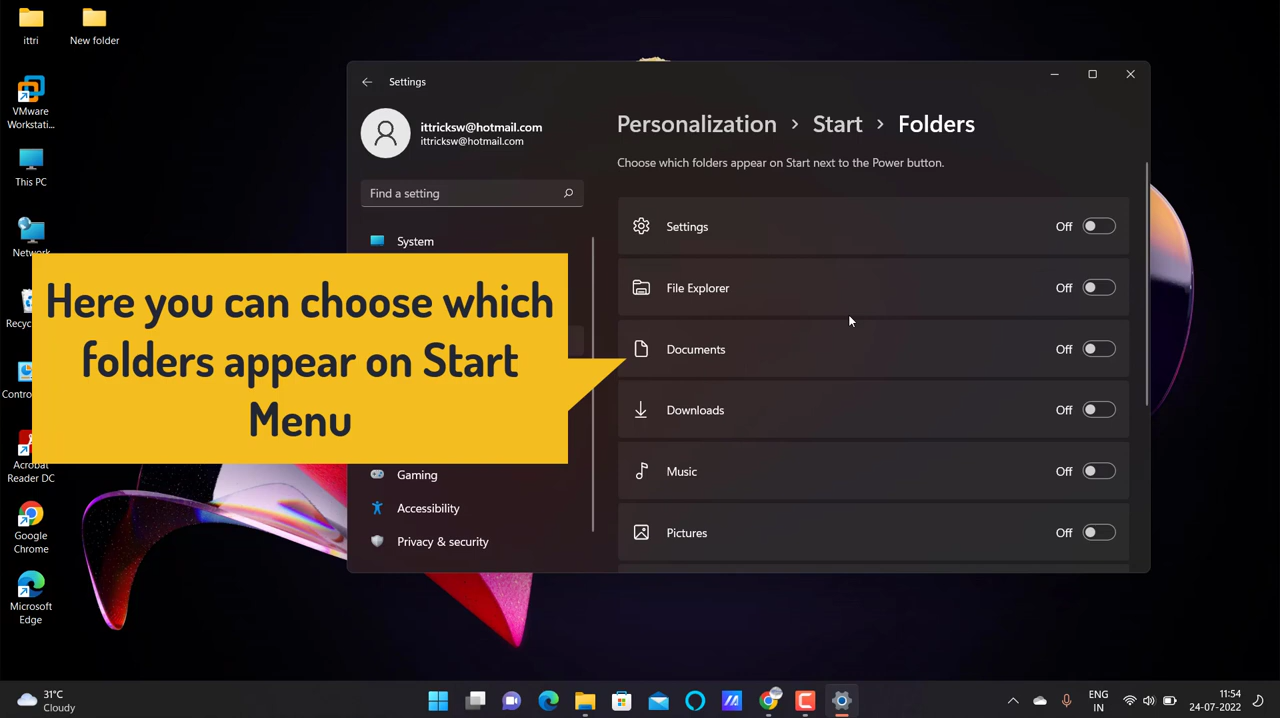 ittri
New folder
VMware
Workstati...
This PC
Network
Recyc
Contro
Acrobat
Reader DC
Google
Chrome
Microsoft
Edge
Settings
ittricksw@hotmail.com
ittricksw@hotmail.com
Find a setting
System
Gaming
Accessibility
Privacy & security
Here you can choose which
folders appear on Start
Menu
Personalization > Start > Folders
Choose which folders appear on Start next to the Power button.
Settings Off
File Explorer Off
Documents Off
Downloads Off
Music Off
Pictures Off
31°C
Cloudy
ENG
IN
11:54
24-07-2022